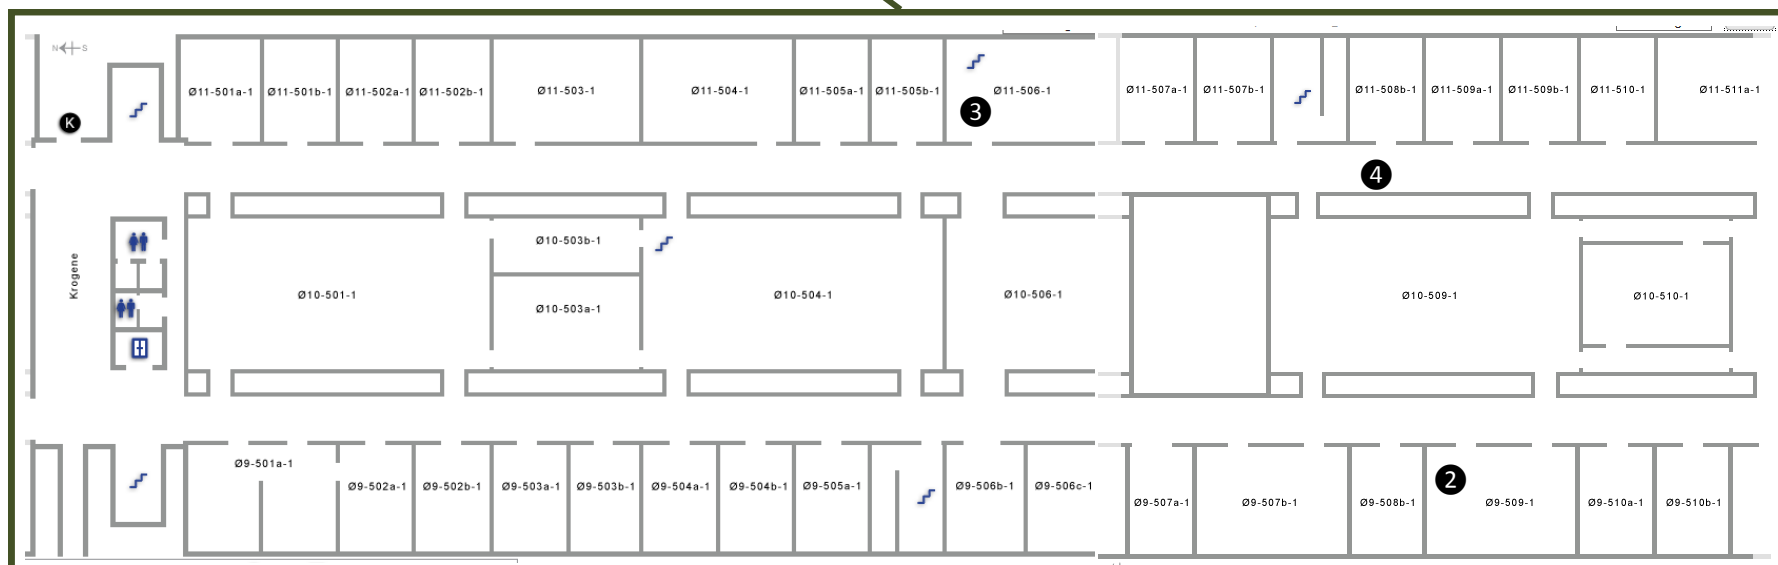 N S
Ø11-501a-1 Ø11-501b-1 Ø11-502a-1 Ø11-502b-1 Ø11-503-1 Ø11-504-1 Ø11-505a-1 Ø11-505b-1 Ø11-506-1 Ø11-507a-1 Ø11-507b-1 Ø11-508b-1 Ø11-509a-1 Ø11-509b-1 Ø11-510-1 Ø11-511a-1
K
3
4
Ø10-503b-1
Krogene
Ø10-501-1 Ø10-504-1 Ø10-506-1 Ø10-509-1 Ø10-510-1
Ø10-503a-1
Ø9-501a-1
2
Ø9-502a-1 Ø9-502b-1 Ø9-503a-1 Ø9-503b-1 Ø9-504a-1 Ø9-504b-1 Ø9-505a-1 Ø9-506b-1 Ø9-506c-1
Ø9-507a-1 Ø9-507b-1 Ø9-508b-1 Ø9-509-1 Ø9-510a-1 Ø9-510b-1